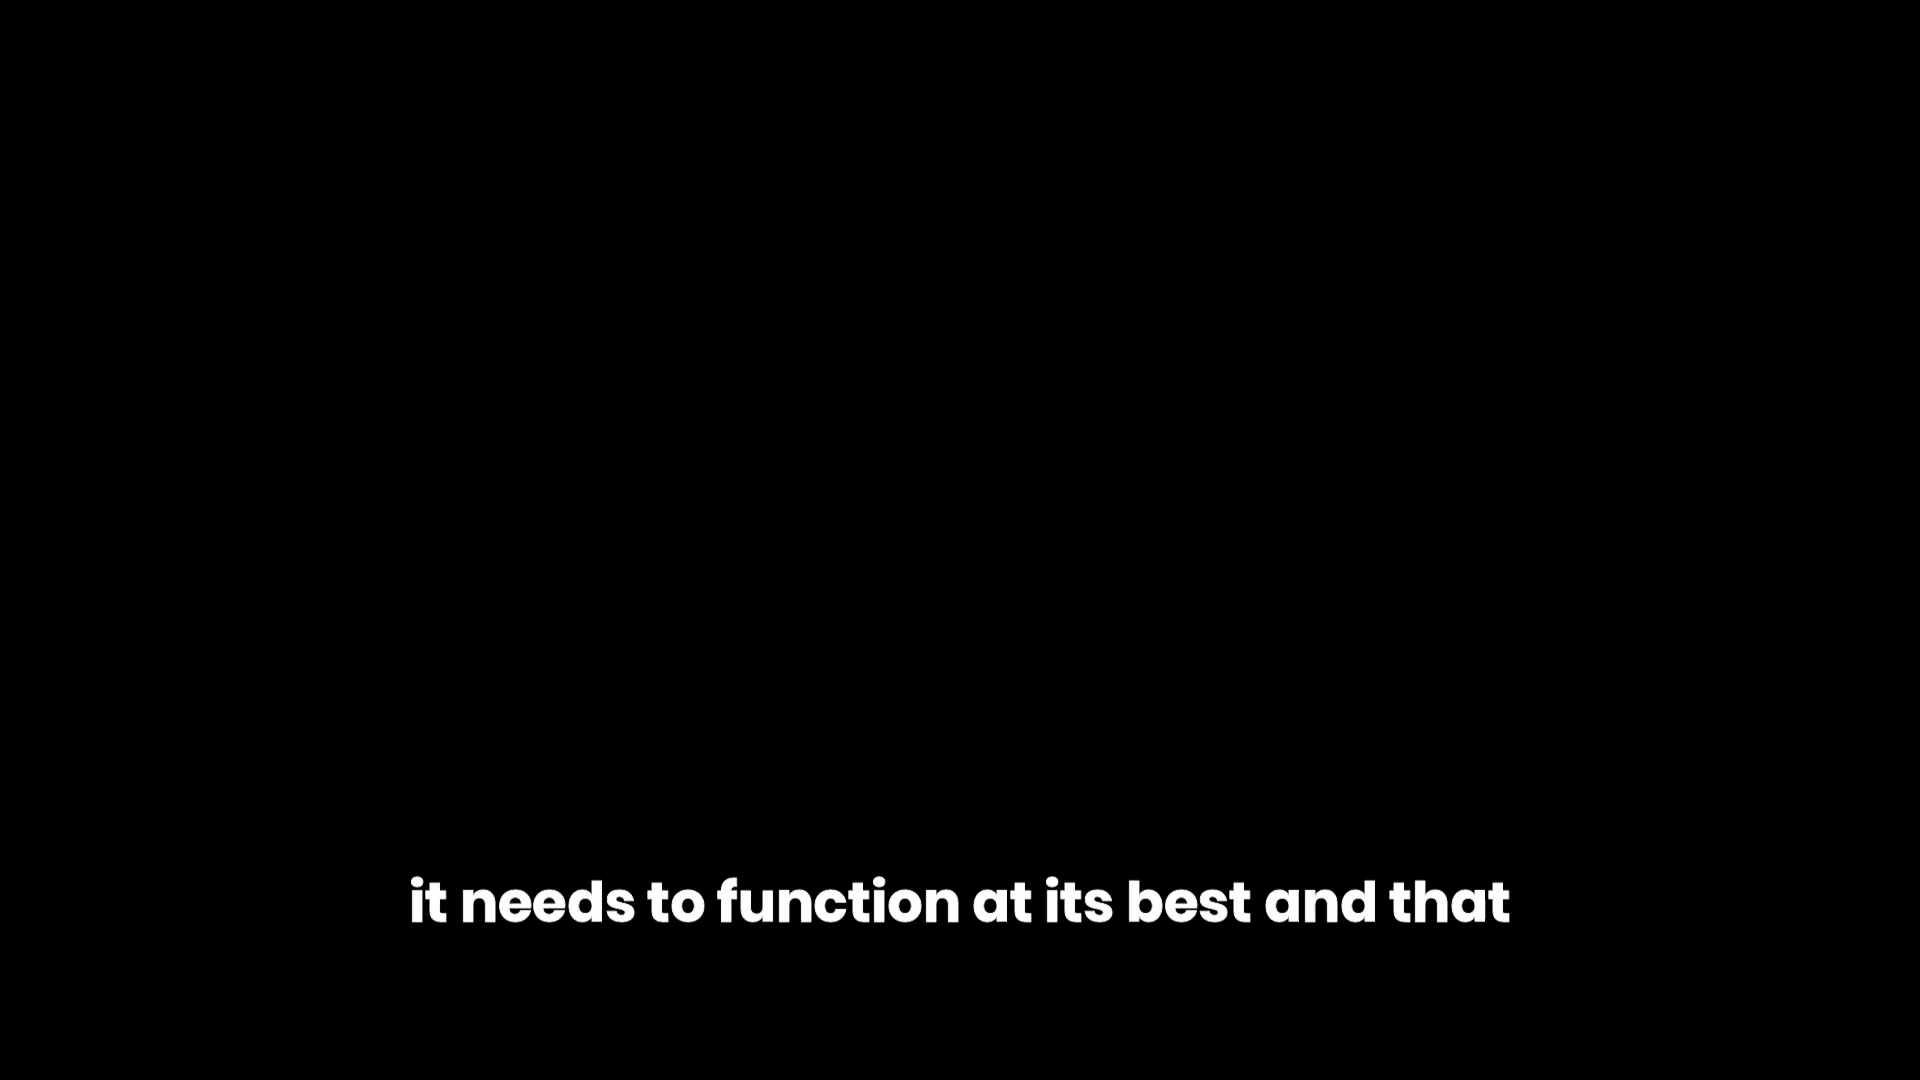 it needs to function at its best and that